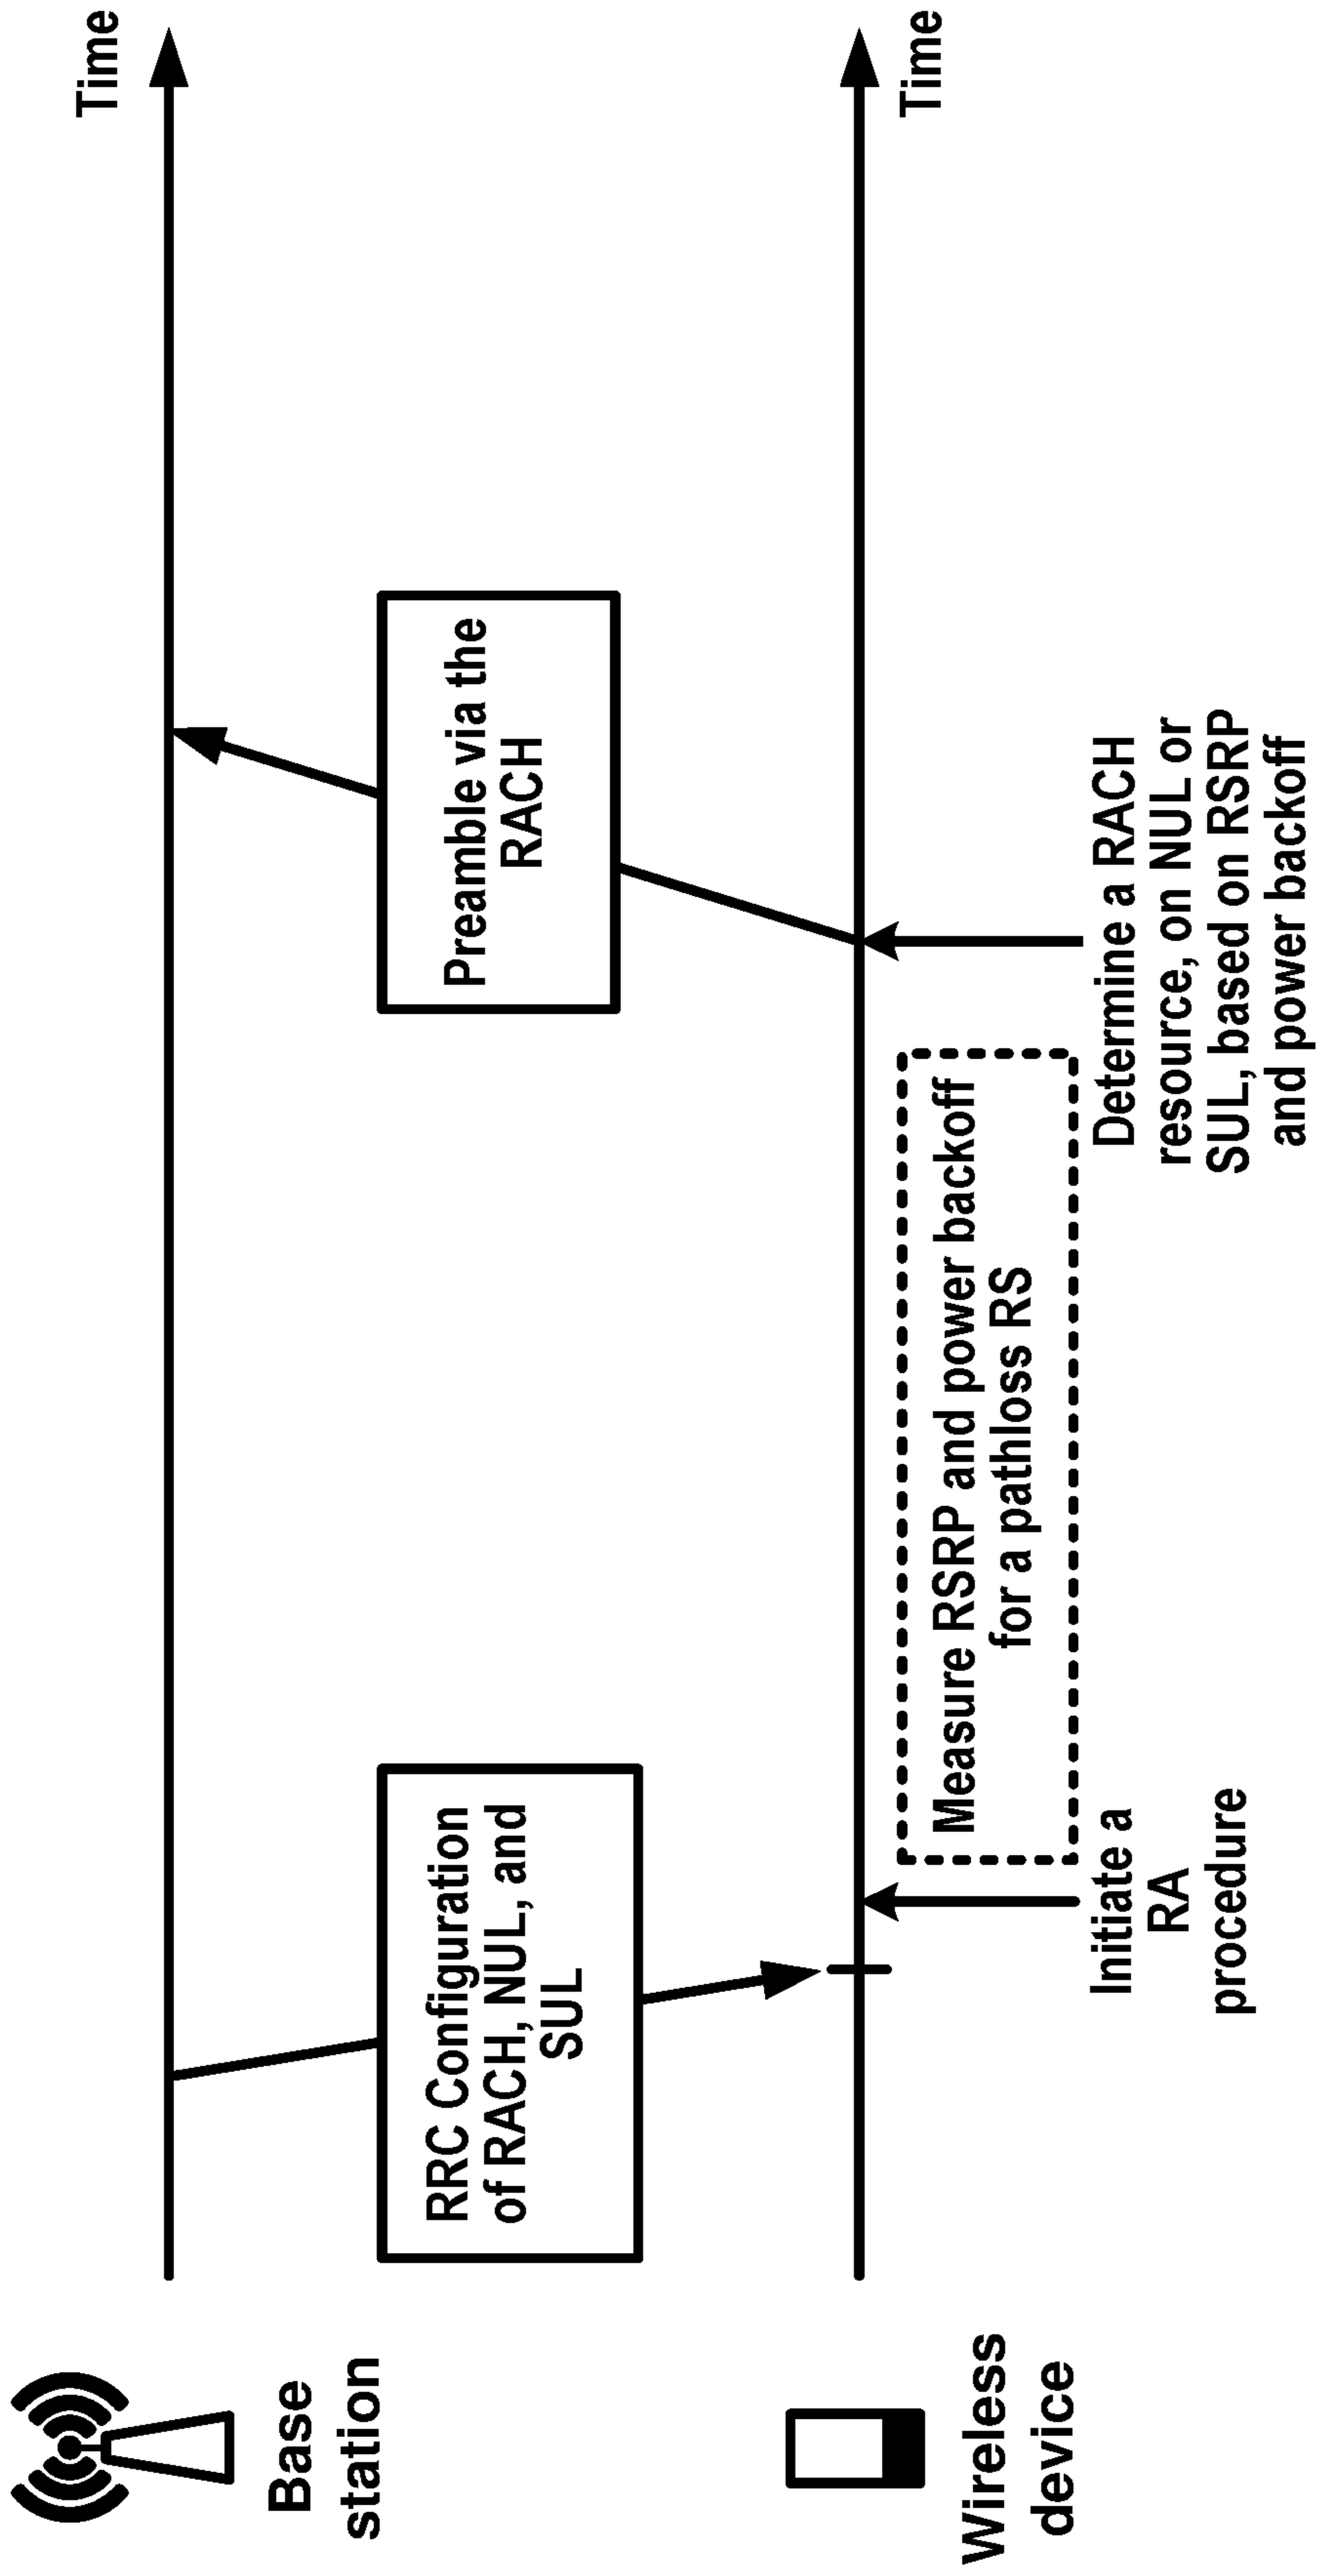 Base
station
Time
RRC Configuration
of RACH, NUL, and
SUL
Preamble via the
RACH
Wireless
device
Time
Measure RSRP and power backoff
for a pathloss RS
Initiate a
RA
procedure
Determine a RACH
resource, on NUL or
SUL, based on RSRP
and power backoff